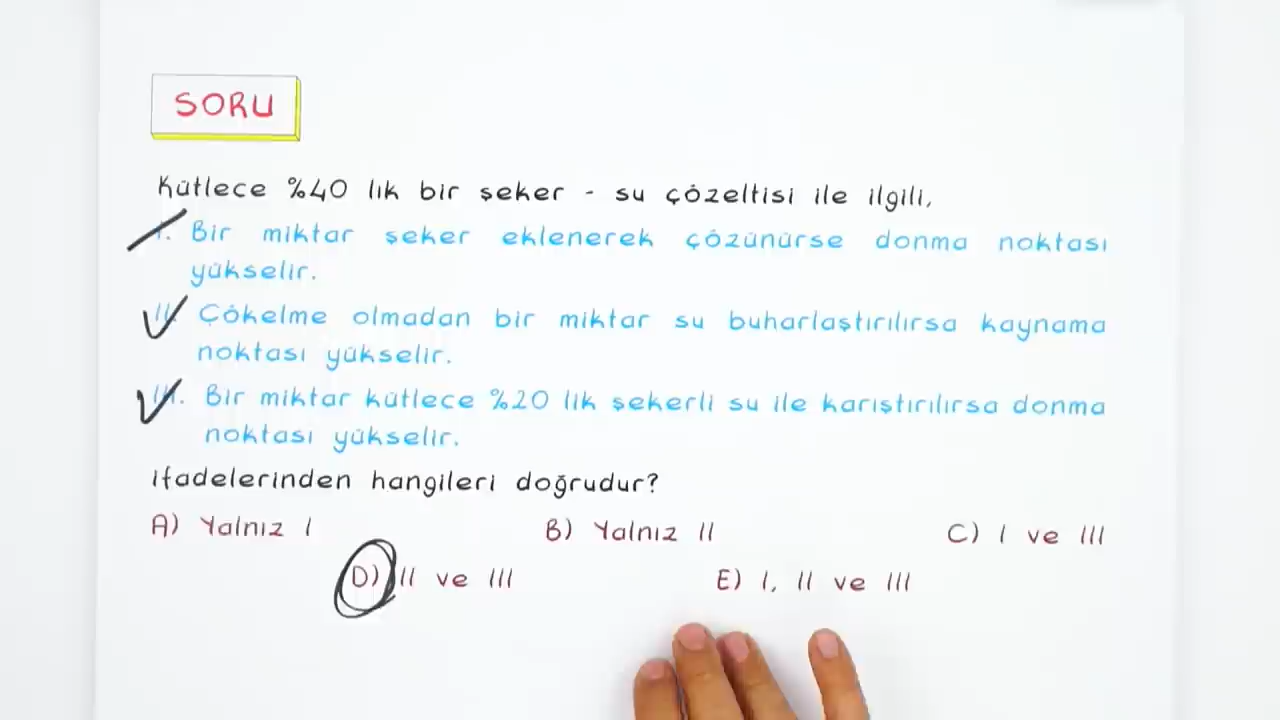 SORU
Kütlece %40 lık bir şeker - su çözeltisi ile ilgili,
I. Bir miktar şeker eklenerek çözünürse donma noktası
yükselir.
II. Çökelme olmadan bir miktar su buharlaştırılırsa kaynama
noktası yükselir.
III. Bir miktar kütlece %20 lik şekerli su ile karıştırılırsa donma
noktası yükselir.
ifadelerinden hangileri doğrudur?
A) Yalnız I B) Yalnız II C) I ve III
D) II ve III E) I, II ve III